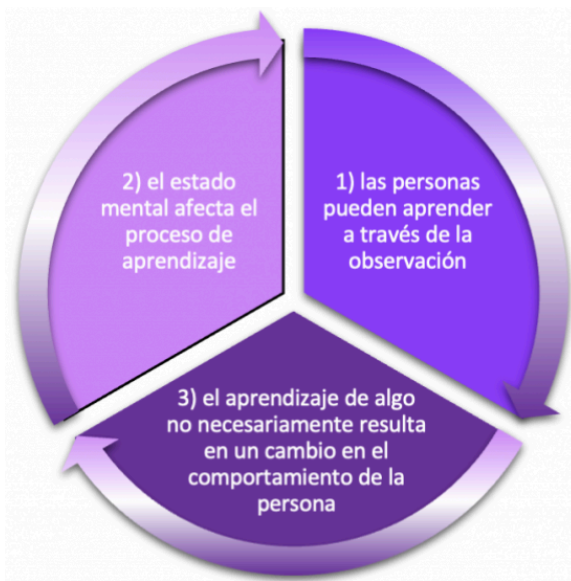 1) las personas
pueden aprender
a través de la
observación
2) el estado
mental afecta el
proceso de
aprendizaje
3) el aprendizaje de algo
no necesariamente resulta
en un cambio en el
comportamiento de la
persona